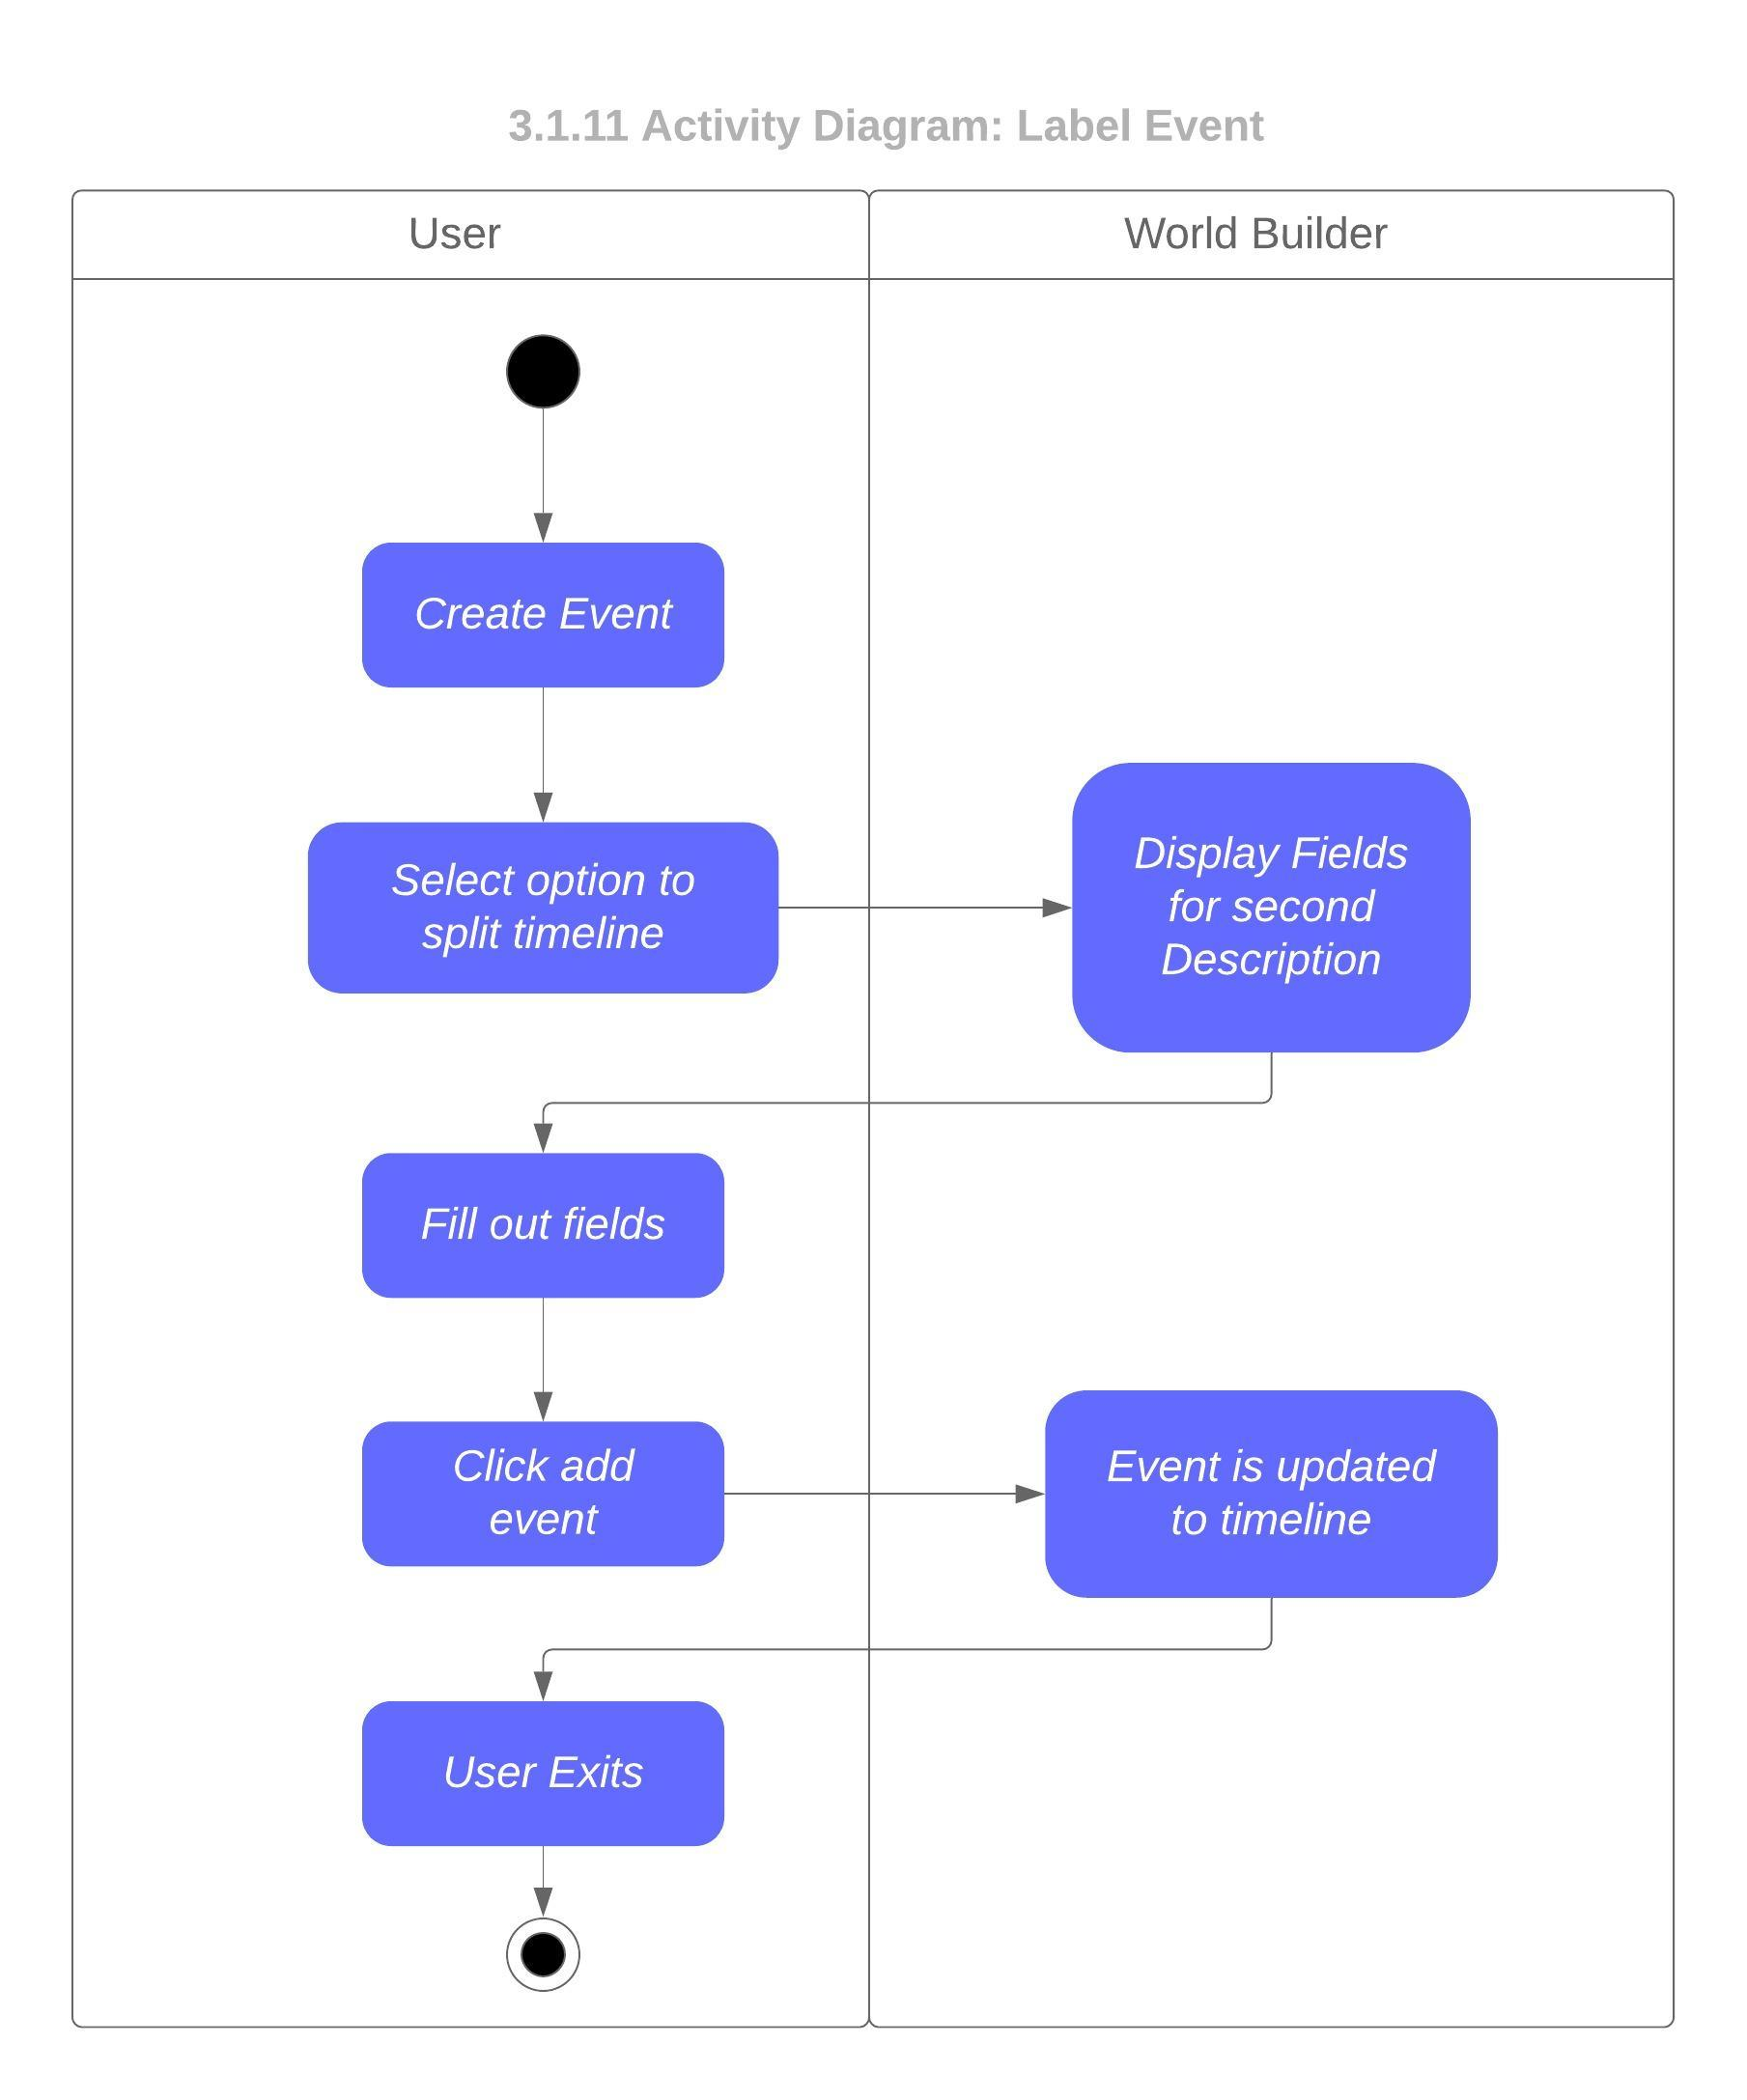 3.1.11 Activity Diagram: Label Event
User
World Builder
Create Event
Select option to
split timeline
Display Fields
for second
Description
Fill out fields
Click add
event
Event is updated
to timeline
User Exits